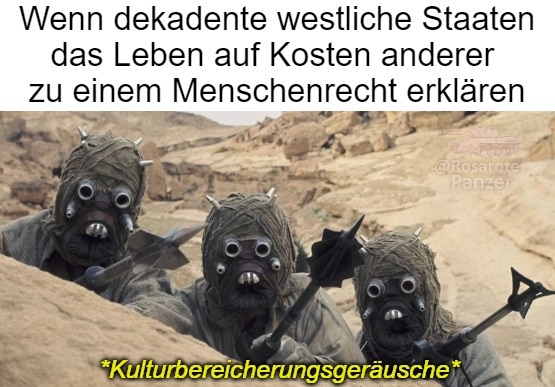 Wenn dekadente westliche Staaten
das Leben auf Kosten anderer
zu einem Menschenrecht erklären
@Rosarote
Panzer
*Kulturbereicherungsgeräusche*